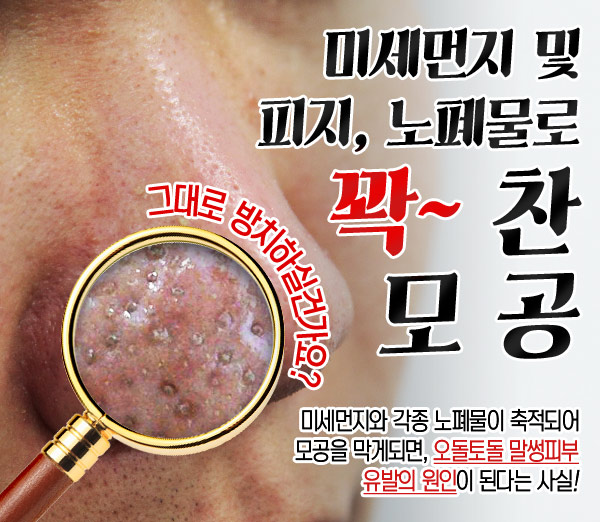 미세먼지 및
피지, 노폐물로
꽉~ 찬
모공
그대로 방치하실건가요?
미세먼지와 각종 노폐물이 축적되어
모공을 막게되면, 오돌토돌 말썽피부
유발의 원인이 된다는 사실!